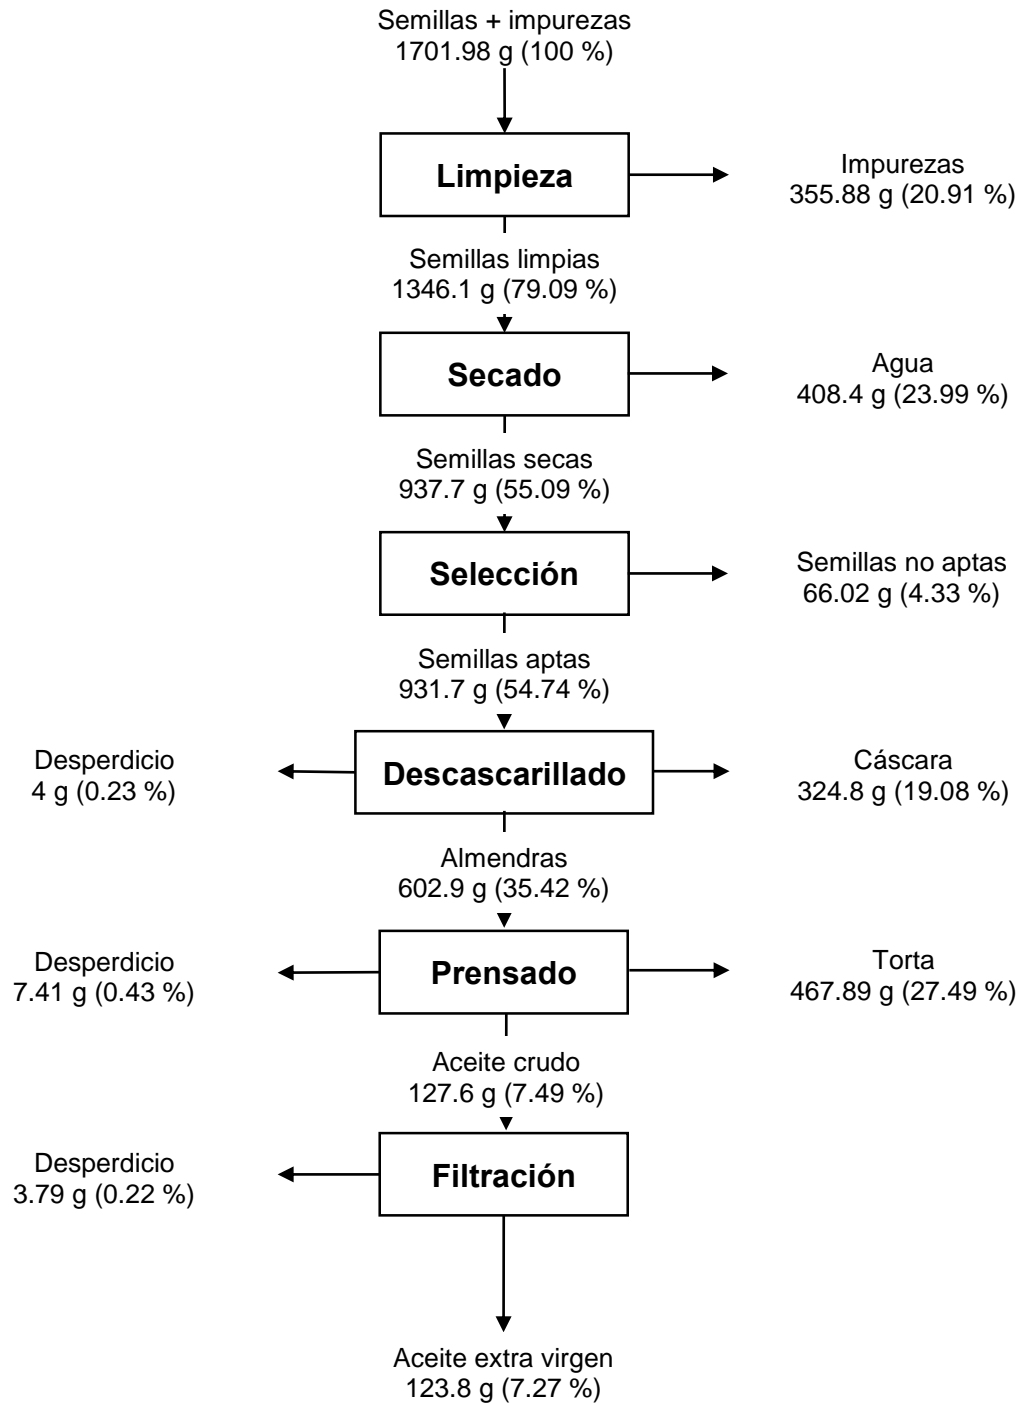 Semillas + impurezas
1701.98 g (100 %)
Limpieza
Impurezas
355.88 g (20.91 %)
Semillas limpias
1346.1 g (79.09 %)
Secado
Agua
408.4 g (23.99 %)
Semillas secas
937.7 g (55.09 %)
Selección
Semillas no aptas
66.02 g (4.33 %)
Semillas aptas
931.7 g (54.74 %)
Desperdicio
4 g (0.23 %)
Descascarillado
Cáscara
324.8 g (19.08 %)
Almendras
602.9 g (35.42 %)
Desperdicio
7.41 g (0.43 %)
Prensado
Torta
467.89 g (27.49 %)
Aceite crudo
127.6 g (7.49 %)
Desperdicio
3.79 g (0.22 %)
Filtración
Aceite extra virgen
123.8 g (7.27 %)